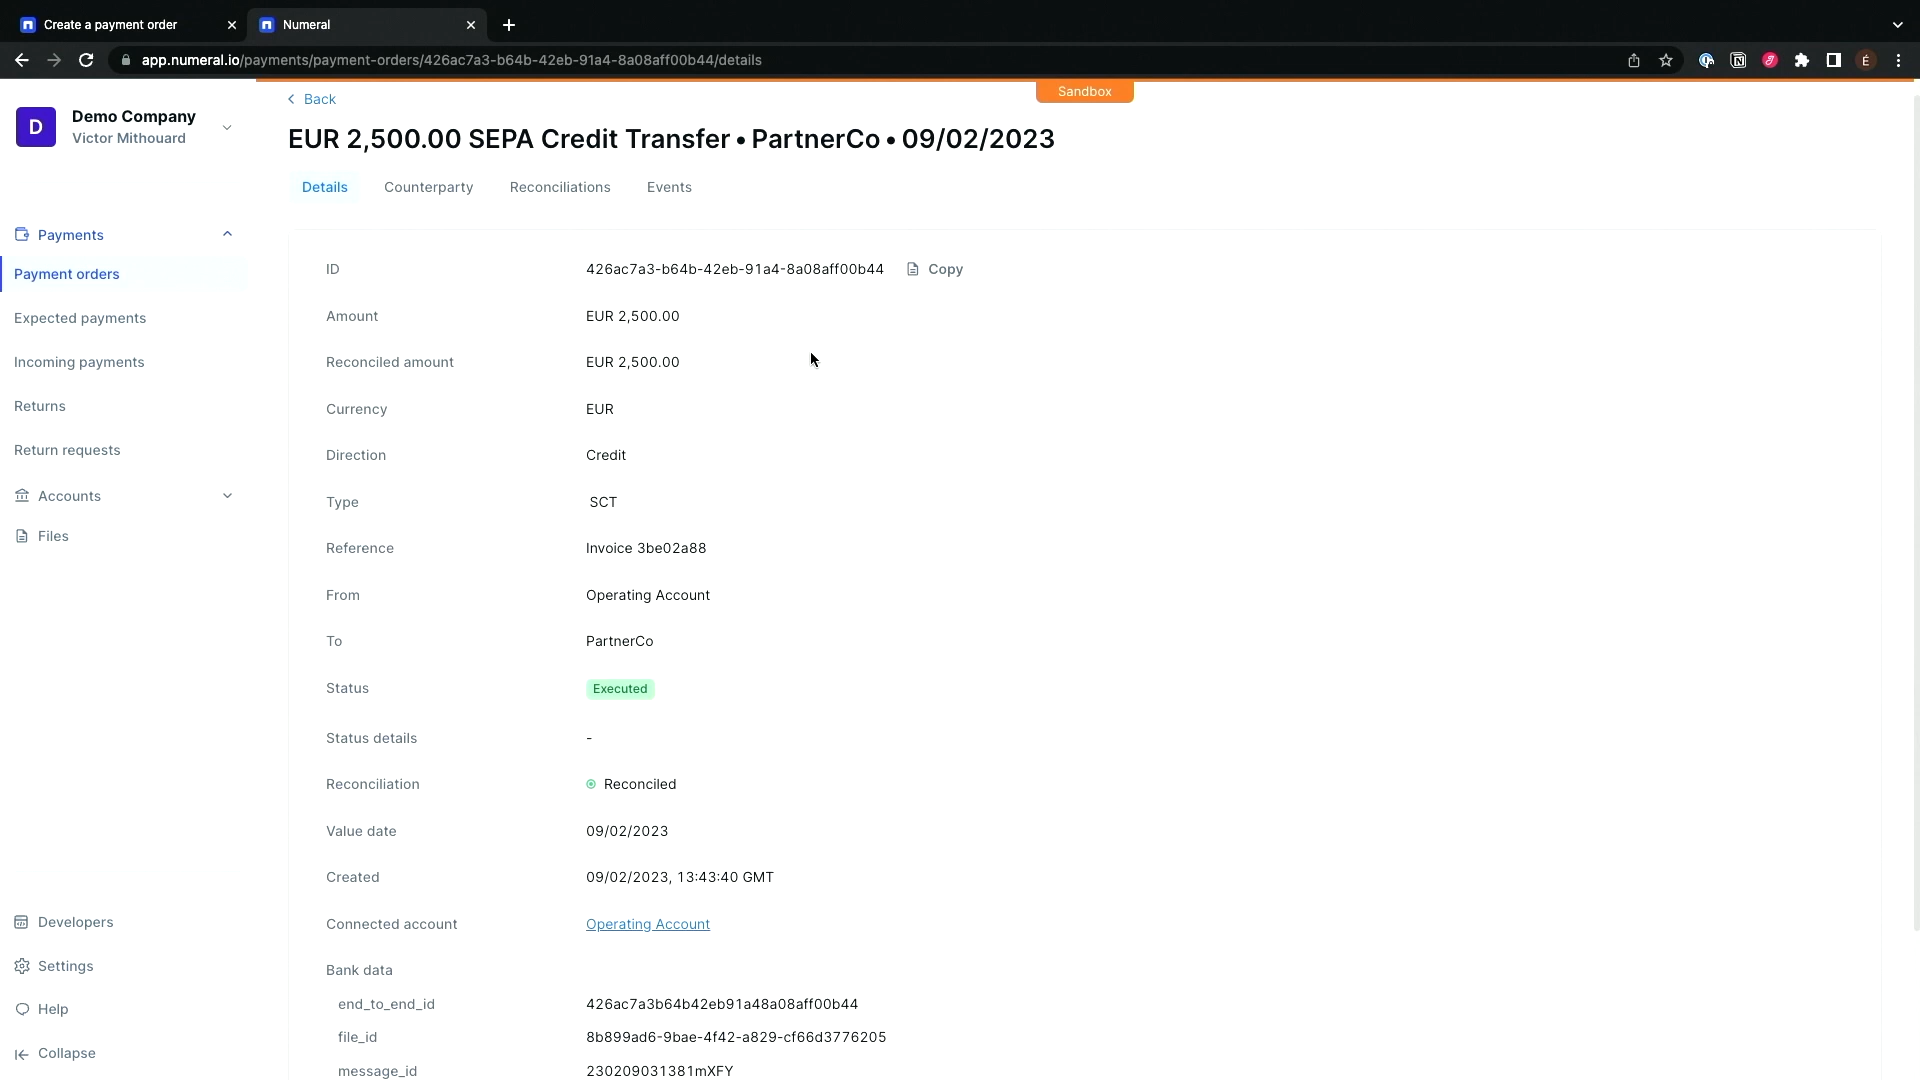 Create a payment order
Numeral
app.numeral.io/payments/payment-orders/426ac7a3-b64b-42eb-91a4-8a08aff00b44/details
É
Back
Sandbox
D
Demo Company
Victor Mithouard
EUR 2,500.00 SEPA Credit Transfer • PartnerCo • 09/02/2023
Details Counterparty Reconciliations Events
Payments
Payment orders
Expected payments
Incoming payments
Returns
Return requests
Accounts
Files
Developers
Settings
Help
Collapse
ID 426ac7a3-b64b-42eb-91a4-8a08aff00b44 Copy
Amount EUR 2,500.00
Reconciled amount EUR 2,500.00
Currency EUR
Direction Credit
Type SCT
Reference Invoice 3be02a88
From Operating Account
To PartnerCo
Status Executed
Status details -
Reconciliation Reconciled
Value date 09/02/2023
Created 09/02/2023, 13:43:40 GMT
Connected account Operating Account
Bank data
end_to_end_id 426ac7a3b64b42eb91a48a08aff00b44
file_id 8b899ad6-9bae-4f42-a829-cf66d3776205
message_id 230209031381mXFY